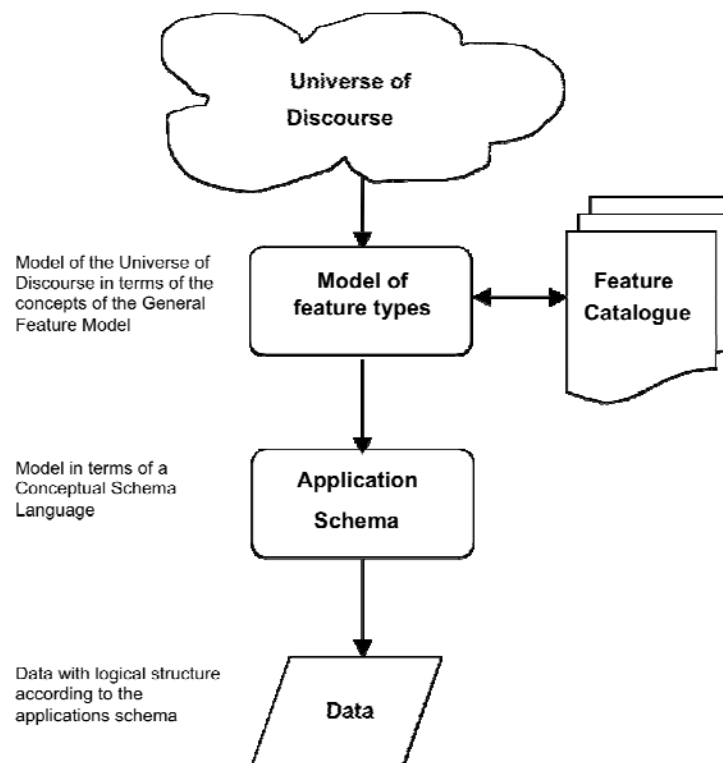 Universe of
Discourse
Model of the Universe of
Discourse in terms of the
concepts of the General
Feature Model
Model of
feature types
Feature
Catalogue
Model in terms of a
Conceptual Schema
Language
Application
Schema
Data with logical structure
according to the
applications schema
Data